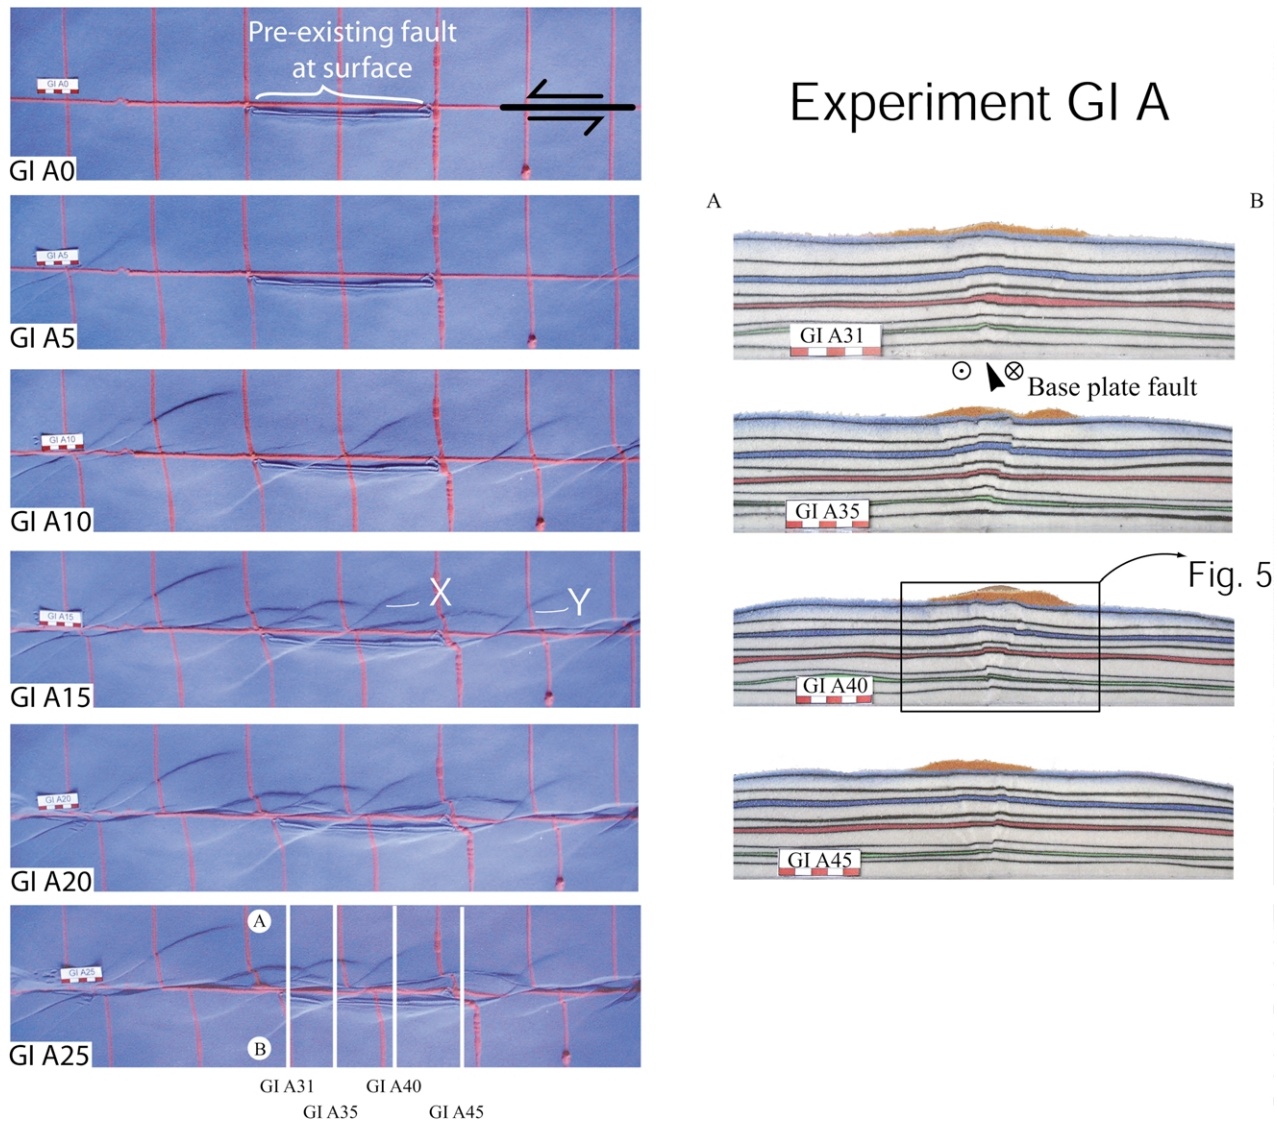 Pre-existing fault
at surface
GI A0
GI A0
GI A5
GI A5
GI A10
GI A10
X
Y
GI A15
GI A15
GI A20
GI A20
A
GI A25
B
GI A25
GI A31
GI A40
GI A35
GI A45
Experiment GI A
A
B
GI A31
Base plate fault
GI A35
Fig. 5
GI A40
GI A45